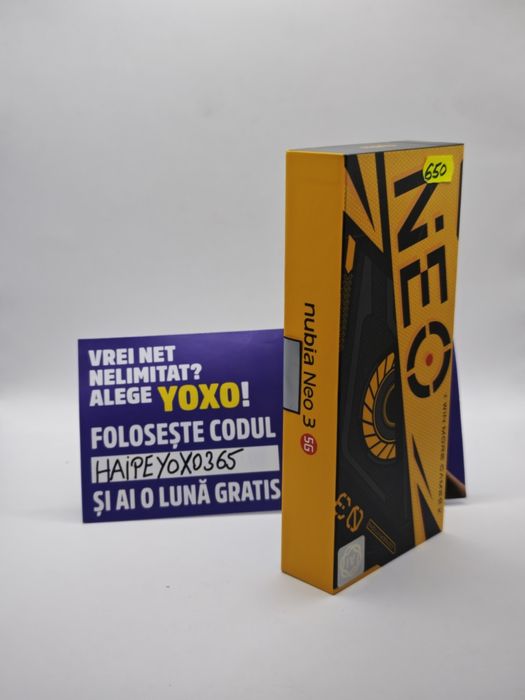 VREI NET
NELIMITAT?
ALEGE YOXO!
FOLOSEȘTE CODUL
HAiPEYOXO365
ȘI AI O LUNĂ GRATIS
nubia Neo 3 5G
650
NEO